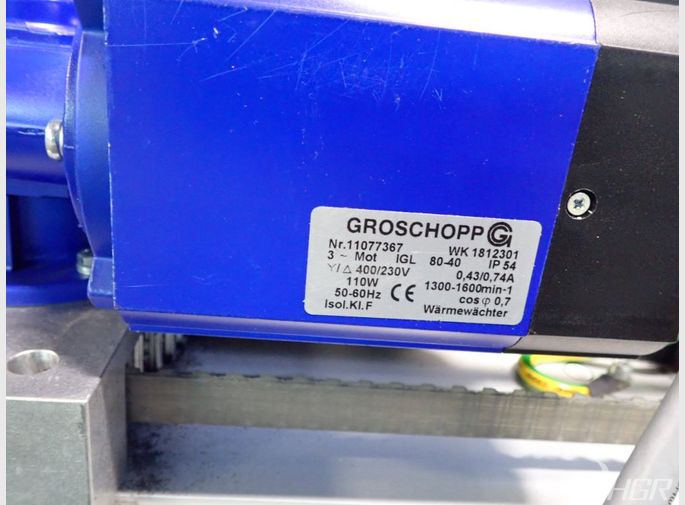 GROSCHOPP G
Nr.11077367 WK 1812301
3 ~ Mot IGL 80-40 IP 54
Y/△ 400/230V 0,43/0,74A
110W 1300-1600min-1
50-60Hz CE cos φ 0,7
Isol.Kl.F Wärmewächter
HGR